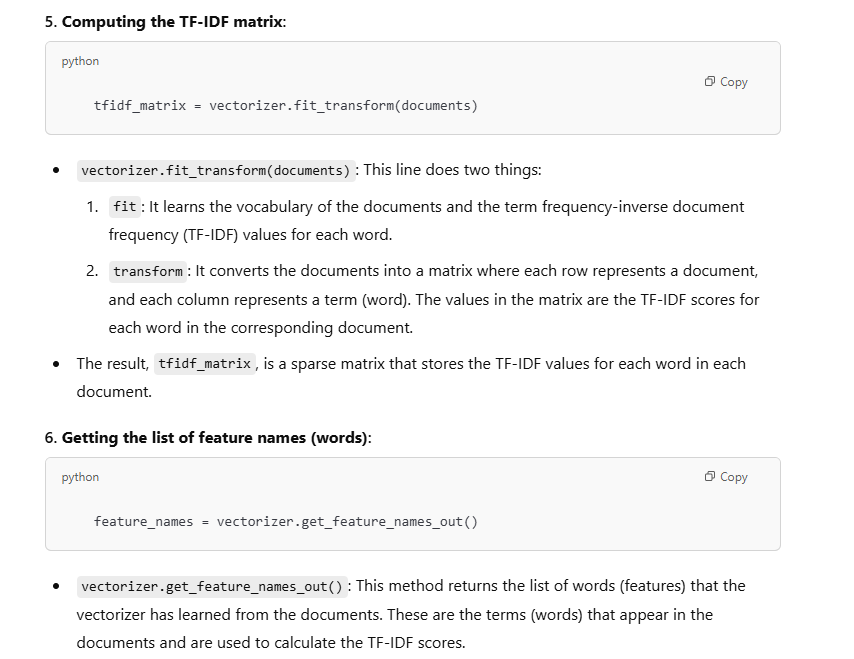 5. Computing the TF-IDF matrix:
python
Copy
tfidf_matrix = vectorizer.fit_transform(documents)
• vectorizer.fit_transform(documents) : This line does two things:
1. fit : It learns the vocabulary of the documents and the term frequency-inverse document
frequency (TF-IDF) values for each word.
2. transform : It converts the documents into a matrix where each row represents a document,
and each column represents a term (word). The values in the matrix are the TF-IDF scores for
each word in the corresponding document.
• The result, tfidf_matrix , is a sparse matrix that stores the TF-IDF values for each word in each
document.
6. Getting the list of feature names (words):
python
Copy
feature_names = vectorizer.get_feature_names_out()
• vectorizer.get_feature_names_out() : This method returns the list of words (features) that the
vectorizer has learned from the documents. These are the terms (words) that appear in the
documents and are used to calculate the TF-IDF scores.